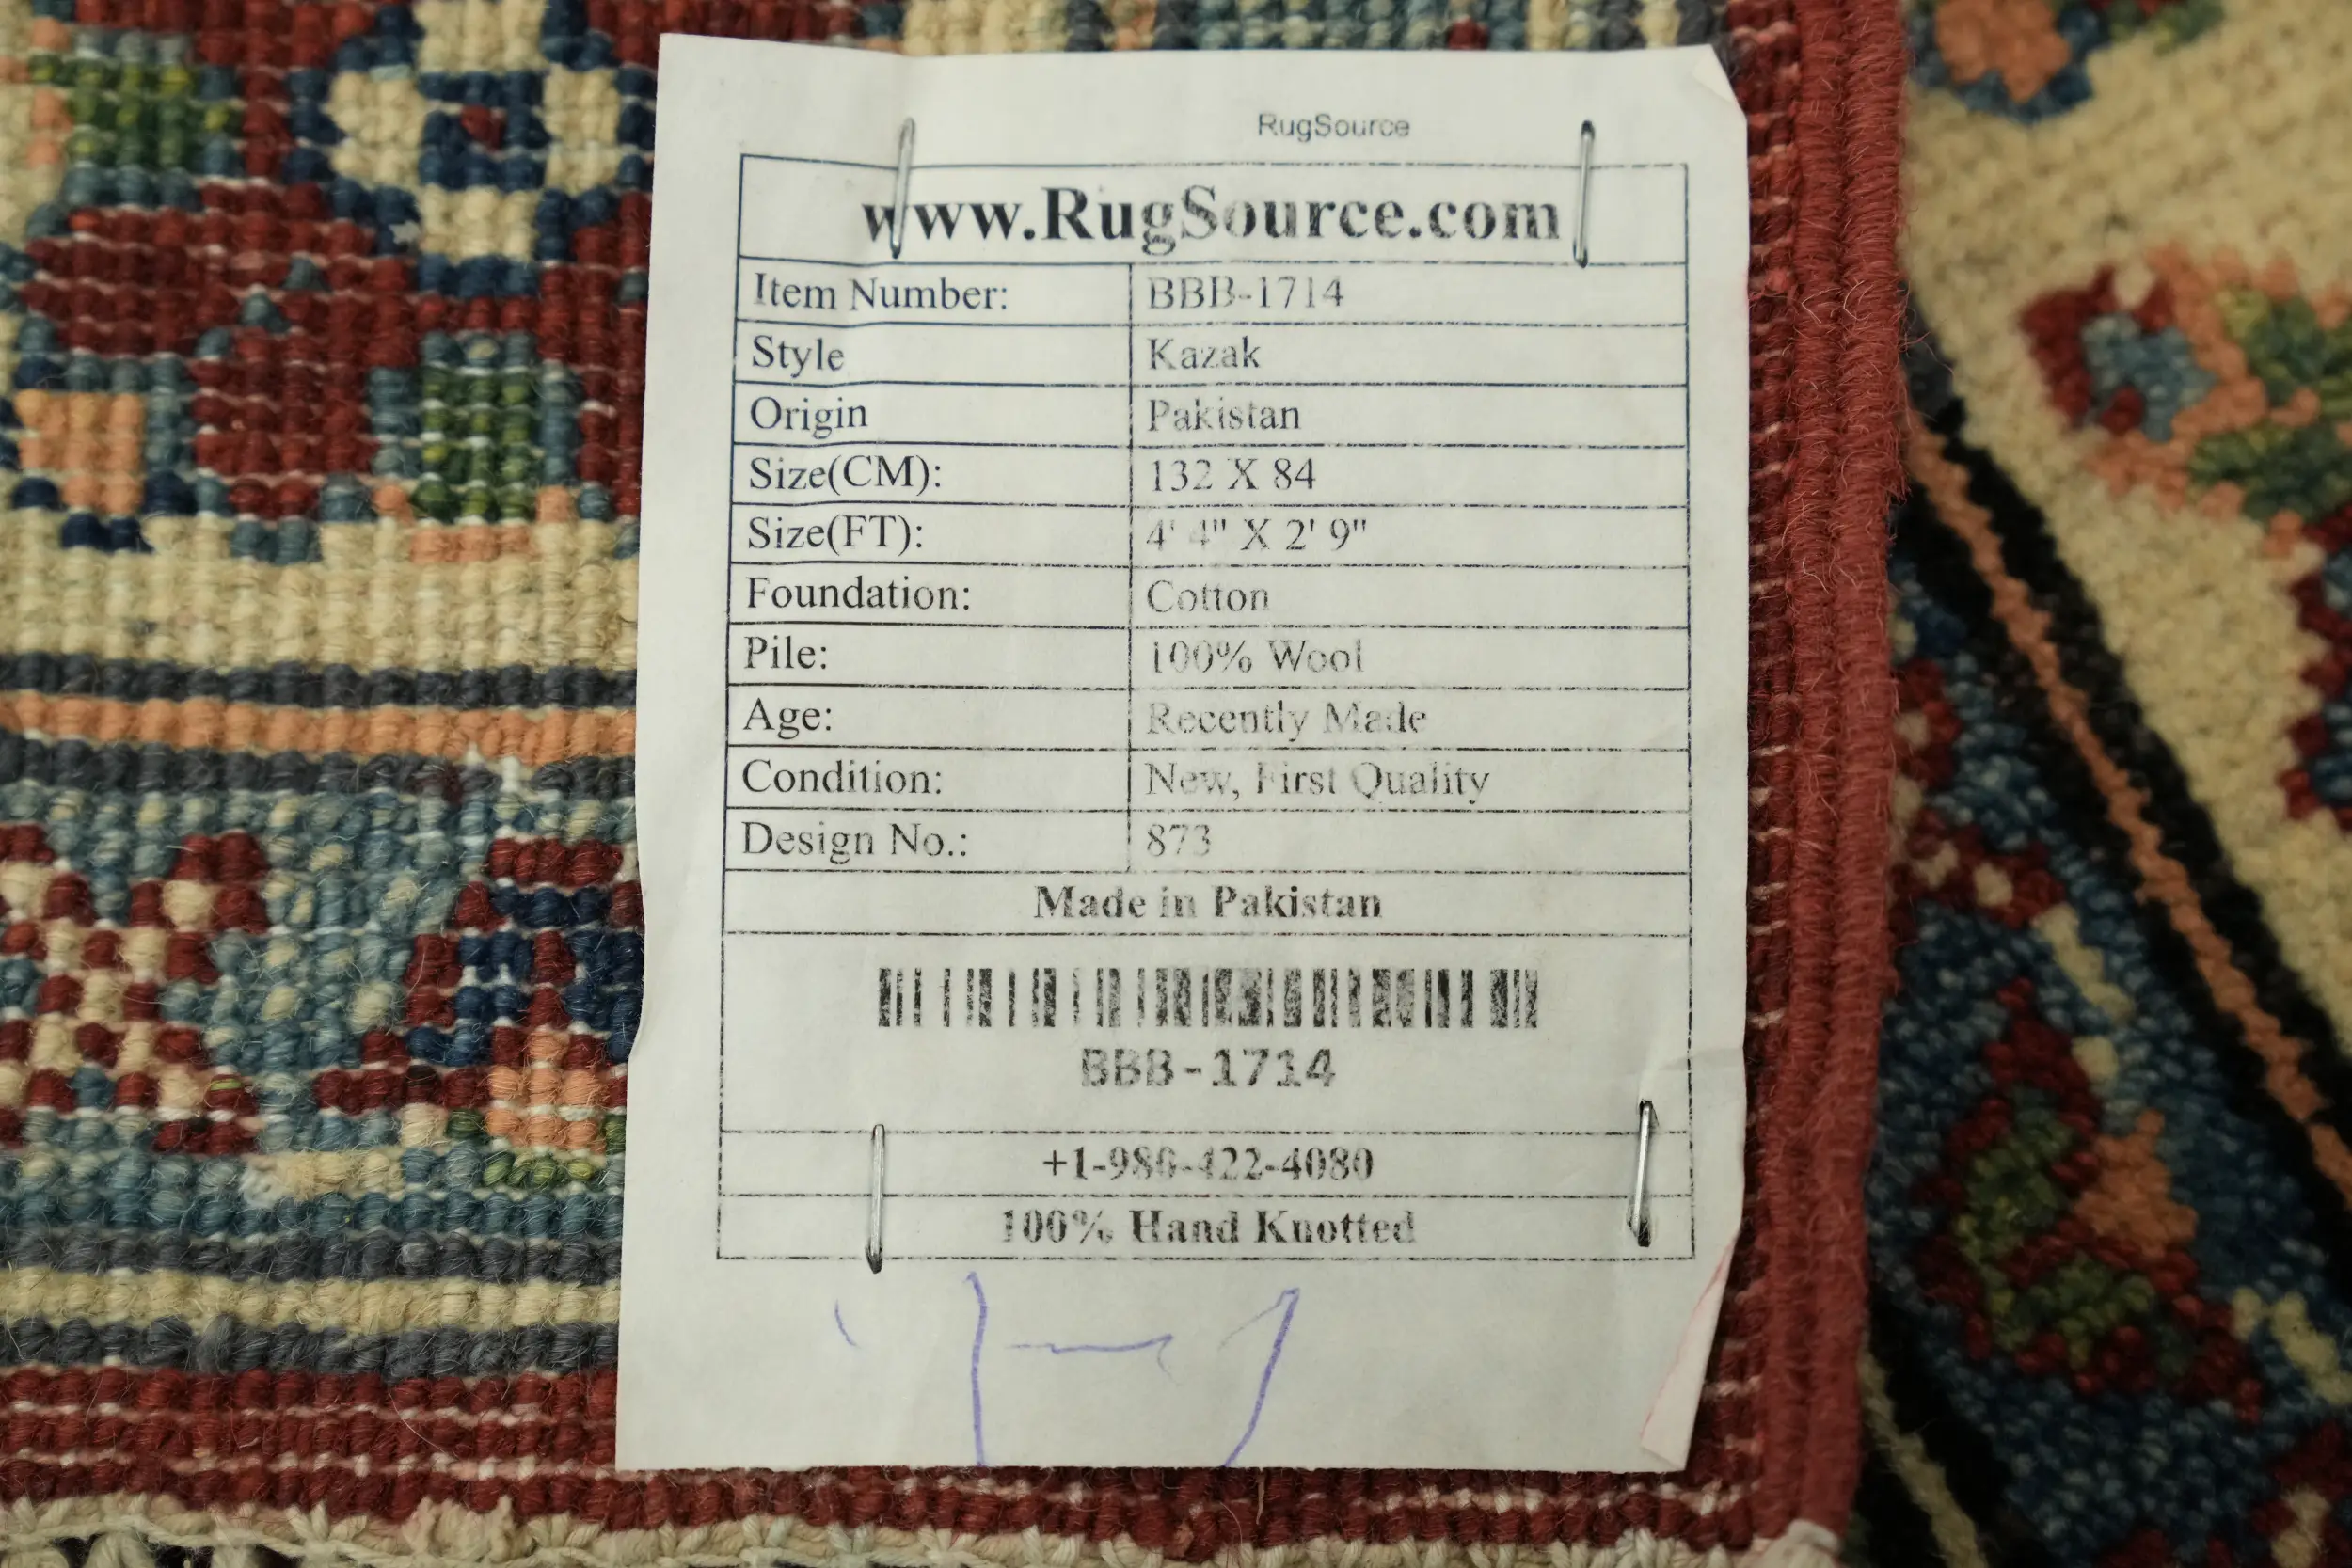 RugSource
www.RugSource.com
Item Number: BBB-1714
Style Kazak
Origin Pakistan
Size(CM): 132 X 84
Size(FT): 4' 4" X 2' 9"
Foundation: Cotton
Pile: 100% Wool
Age: Recently Made
Condition: New, First Quality
Design No.: 873
Made in Pakistan
BBB-1714
+1-980-422-4080
100% Hand Knotted